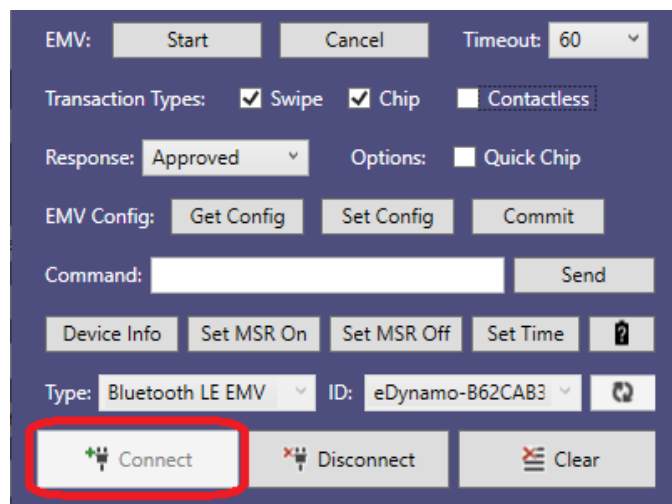 EMV: Start Cancel Timeout: 60
Transaction Types: Swipe Chip Contactless
Response: Approved Options: Quick Chip
EMV Config: Get Config Set Config Commit
Command: Send
Device Info Set MSR On Set MSR Off Set Time ?
Type: Bluetooth LE EMV ID: eDynamo-B62CAB3
Connect Disconnect Clear